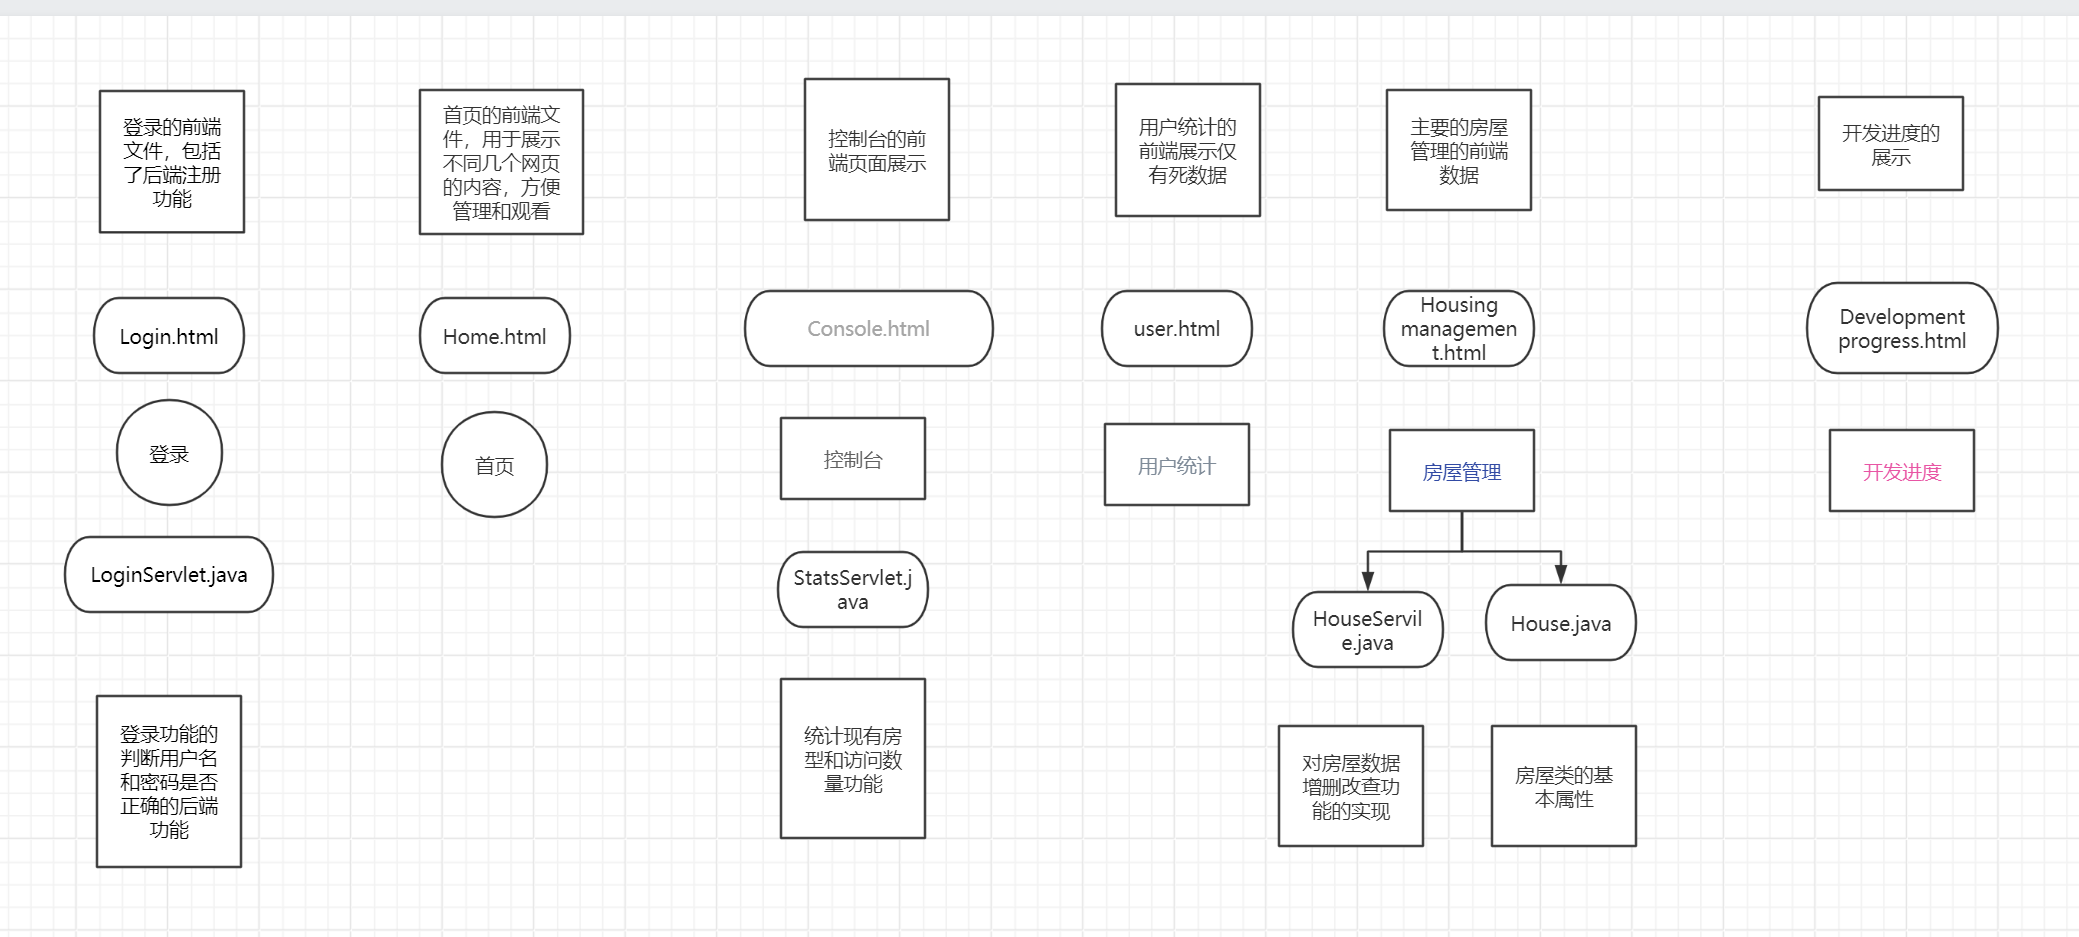 登录的前端
文件，包括
了后端注册
功能
首页的前端文
件，用于展示
不同几个网页
的内容，方便
管理和观看
控制台的前
端页面展示
用户统计的
前端展示仅
有死数据
主要的房屋
管理的前端
数据
开发进度的
展示
Login.html
Home.html
Console.html
user.html
Housing
managemen
t.html
Development
progress.html
登录
首页
控制台
用户统计
房屋管理
开发进度
LoginServlet.java
StatsServlet.j
ava
HouseServil
e.java
House.java
登录功能的
判断用户名
和密码是否
正确的后端
功能
统计现有房
型和访问数
量功能
对房屋数据
增删改查功
能的实现
房屋类的基
本属性